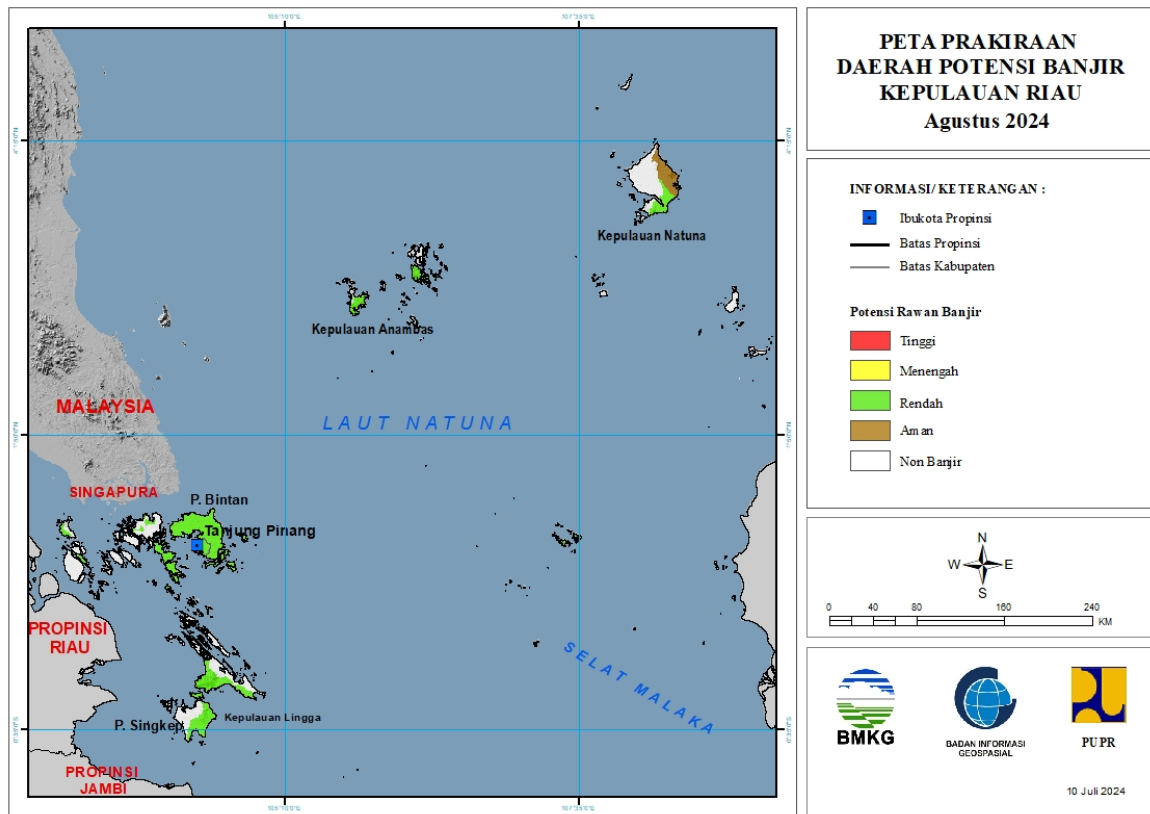 PETA PRAKIRAAN
DAERAH POTENSI BANJIR
KEPULAUAN RIAU
Agustus 2024
INFORMASI/ KETERANGAN :
Ibukota Propinsi
Batas Propinsi
Batas Kabupaten
Potensi Rawan Banjir
Tinggi
Menengah
Rendah
Aman
Non Banjir
N
W E
S
0 40 80 160 240
KM
BMKG
BADAN INFORMASI
GEOSPASIAL
PUPR
10 Juli 2024
Kepulauan Natuna
Kepulauan Anambas
MALAYSIA
LAUT NATUNA
SINGAPURA
P. Bintan
Tanjung Pinang
PROPINSI
RIAU
SELAT MALAKA
Kepulauan Lingga
P. Singkep
PROPINSI
JAMBI